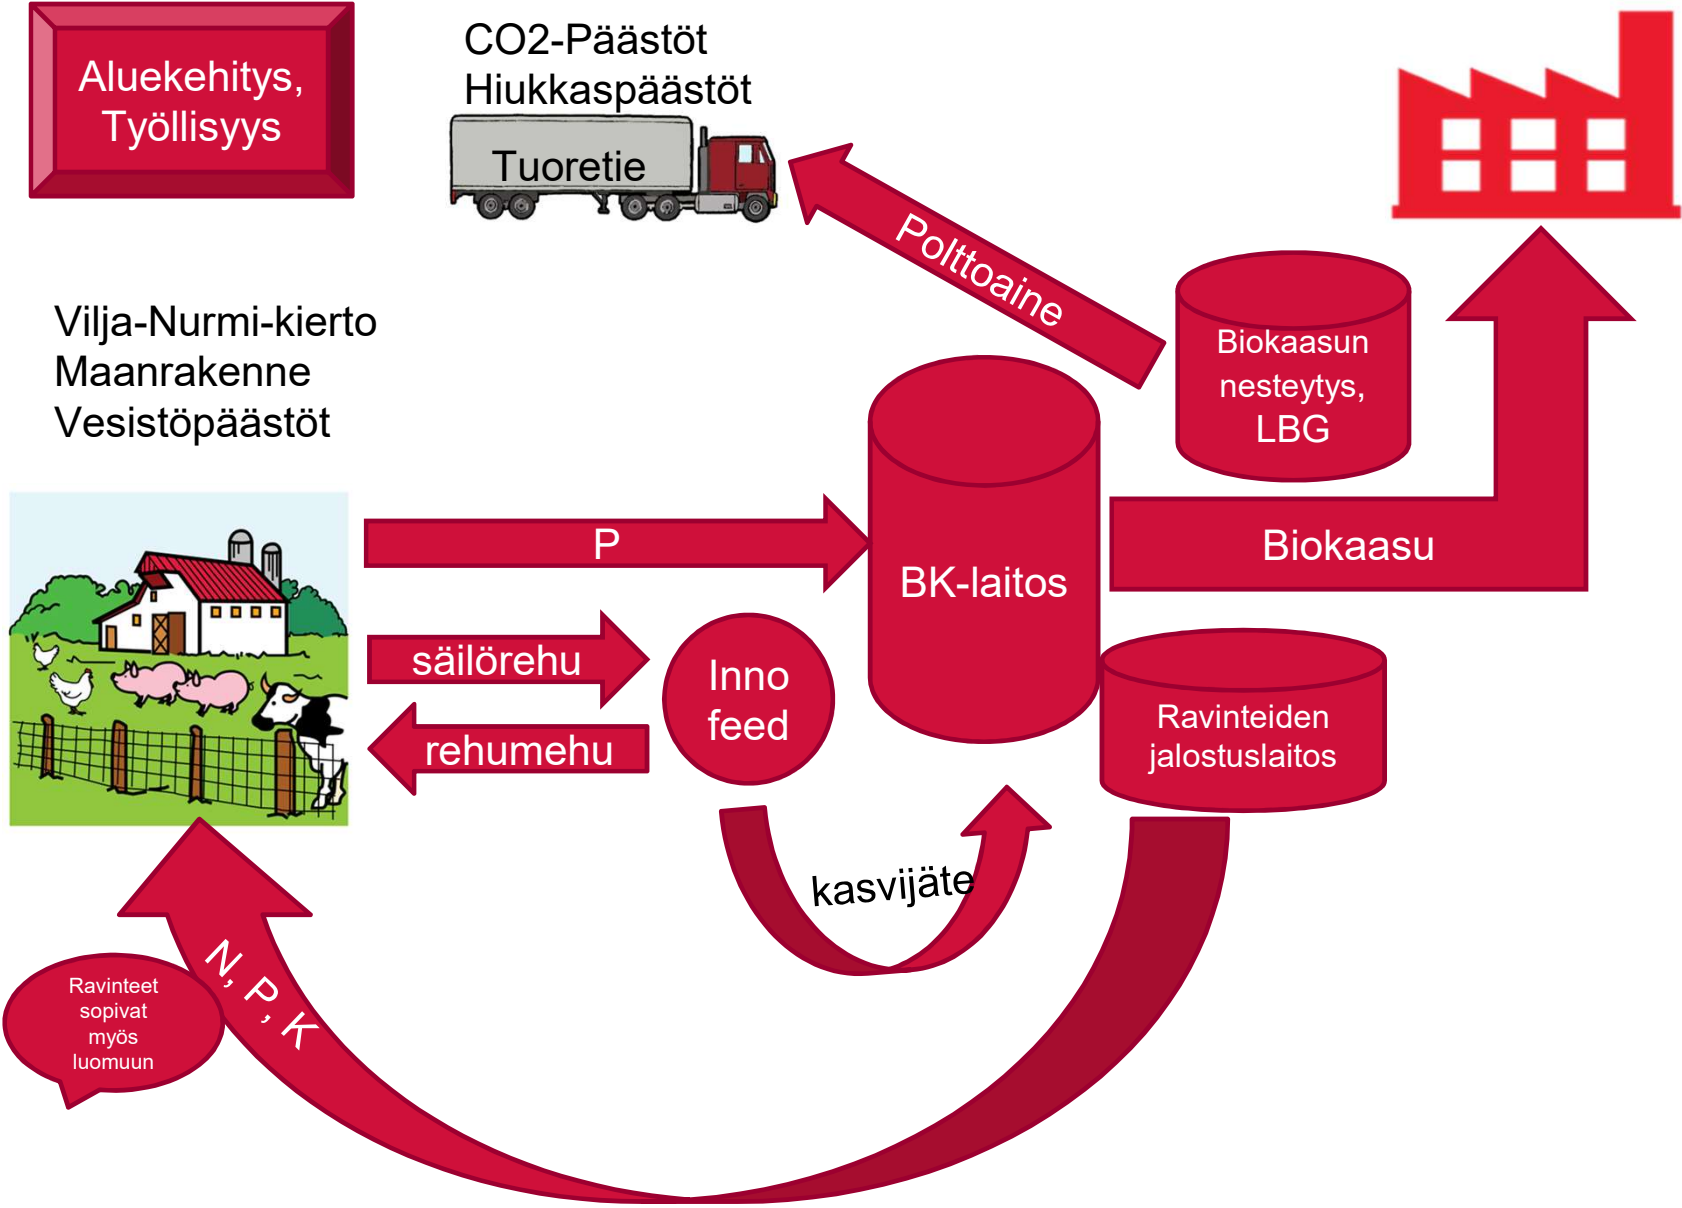 Aluekehitys,
Työllisyys
CO2-Päästöt
Hiukkaspäästöt
Tuoretie
Polttoaine
Biokaasun
nesteytys,
LBG
Vilja-Nurmi-kierto
Maanrakenne
Vesistöpäästöt
P
BK-laitos
Biokaasu
säilörehu
rehumehu
Inno
feed
Ravinteiden
jalostuslaitos
kasvijäte
N, P, K
Ravinteet
sopivat
myös
luomuun